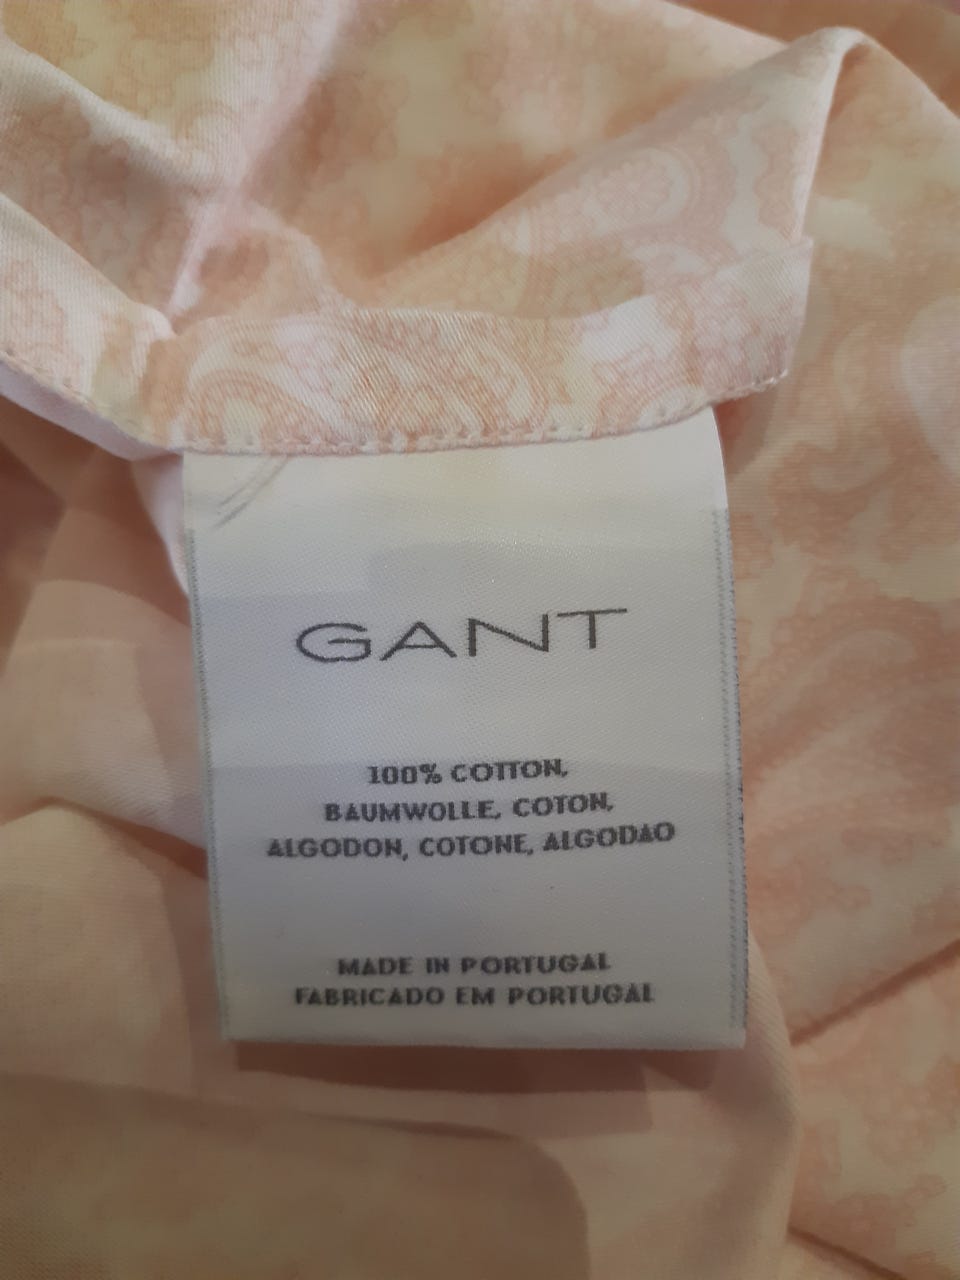 GANT
100% COTTON,
BAUMWOLLE, COTON,
ALGODON, COTONE, ALGODAO
MADE IN PORTUGAL
FABRICADO EM PORTUGAL